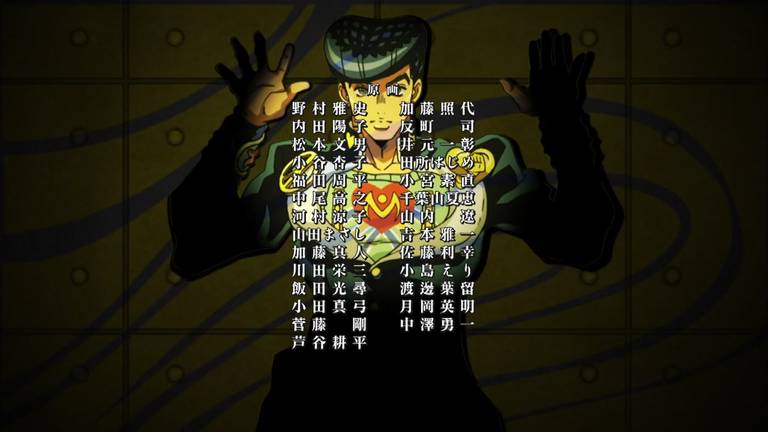 原画
野村雅史 加藤照代
内田陽子 反町司
松本文男 井元一彰
小谷杏子 田所はじめ
福田周平 小宮素直
中尾高之 千葉山夏恵
河村涼子 山内遼
山田まさし 吉本雅一
加藤真人 佐藤利幸
川田栄三 小島えり
飯田光尋 渡邊葉留
小田真弓 月岡英明
菅藤剛 中澤勇一
芦谷耕平